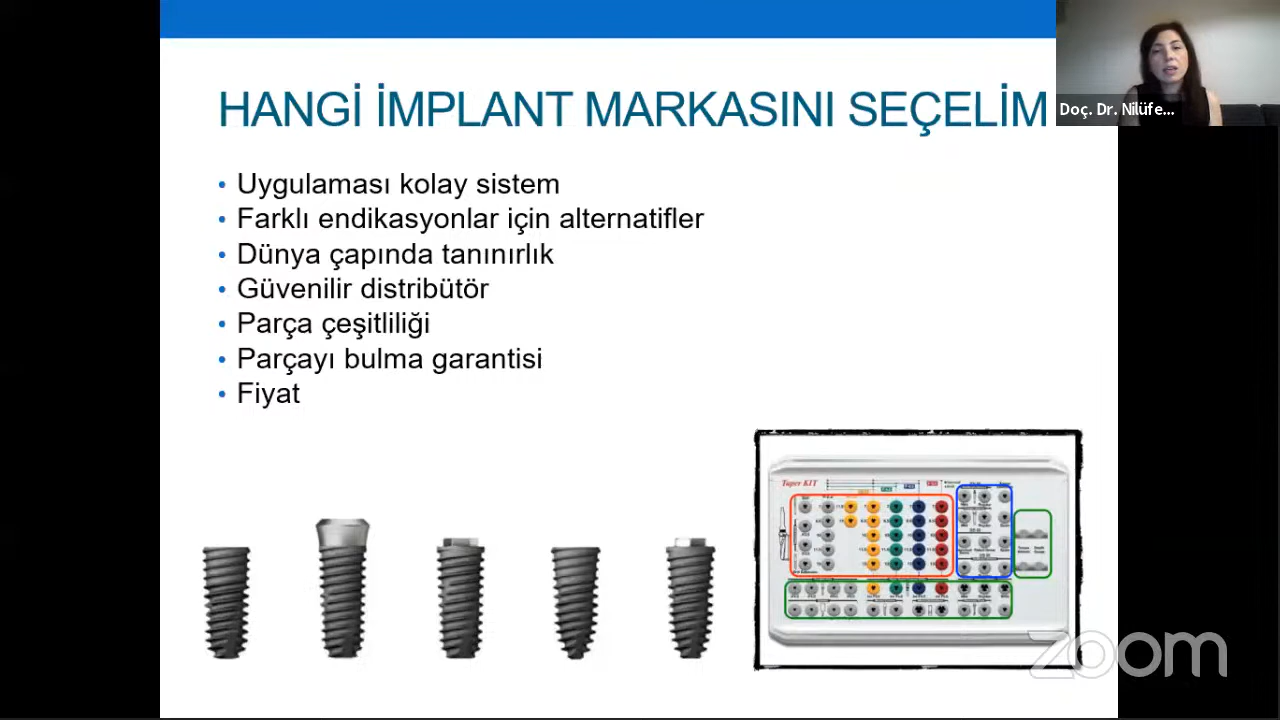 HANGİ İMPLANT MARKASINI SEÇELİM
Doç. Dr. Nilüfe...
• Uygulaması kolay sistem
• Farklı endikasyonlar için alternatifler
• Dünya çapında tanınırlık
• Güvenilir distribütör
• Parça çeşitliliği
• Parçayı bulma garantisi
• Fiyat
Taper KIT
zoom